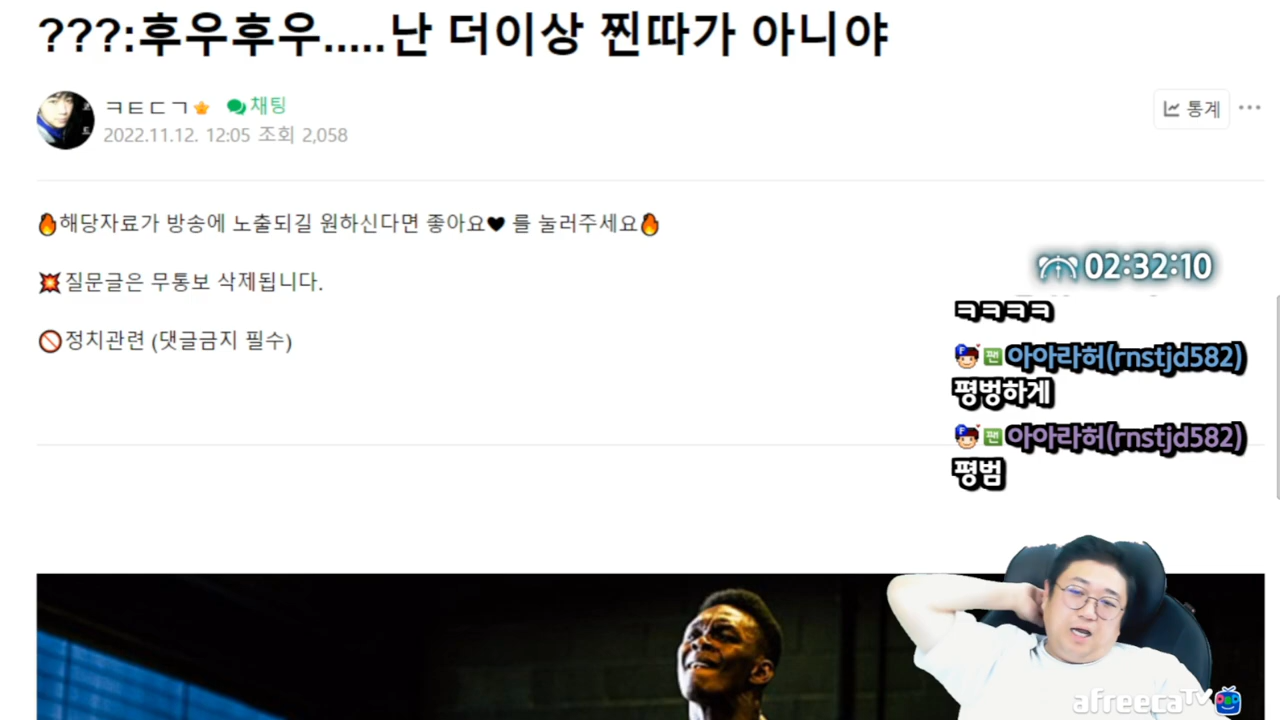 ???:후우후우.....난 더이상 찐따가 아니야
ㅋㅌㄷㄱ 채팅
2022.11.12. 12:05 조회 2,058
통계
해당자료가 방송에 노출되길 원하신다면 좋아요🖤 를 눌러주세요
질문글은 무통보 삭제됩니다.
정치관련 (댓글금지 필수)
02:32:10
ㅋㅋㅋㅋ
F 팬 아아라허(rnstjd582)
평벙하게
F 팬 아아라허(rnstjd582)
평범
afreecaTV